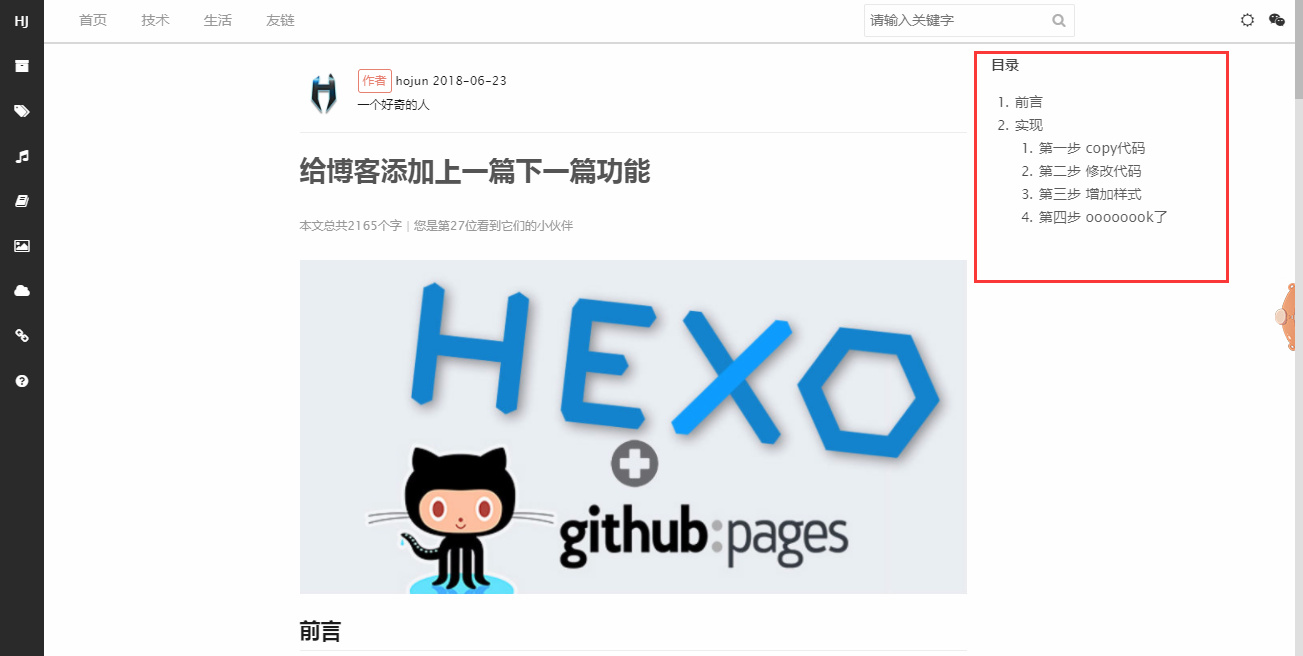 HJ
首页 技术 生活 友链
请输入关键字
作者 hojun 2018-06-23
一个好奇的人
给博客添加上一篇下一篇功能
本文总共2165个字 | 您是第27位看到它们的小伙伴
HEXO
github:pages
前言
目录
1. 前言
2. 实现
1. 第一步 copy代码
2. 第二步 修改代码
3. 第三步 增加样式
4. 第四步 ooooook了